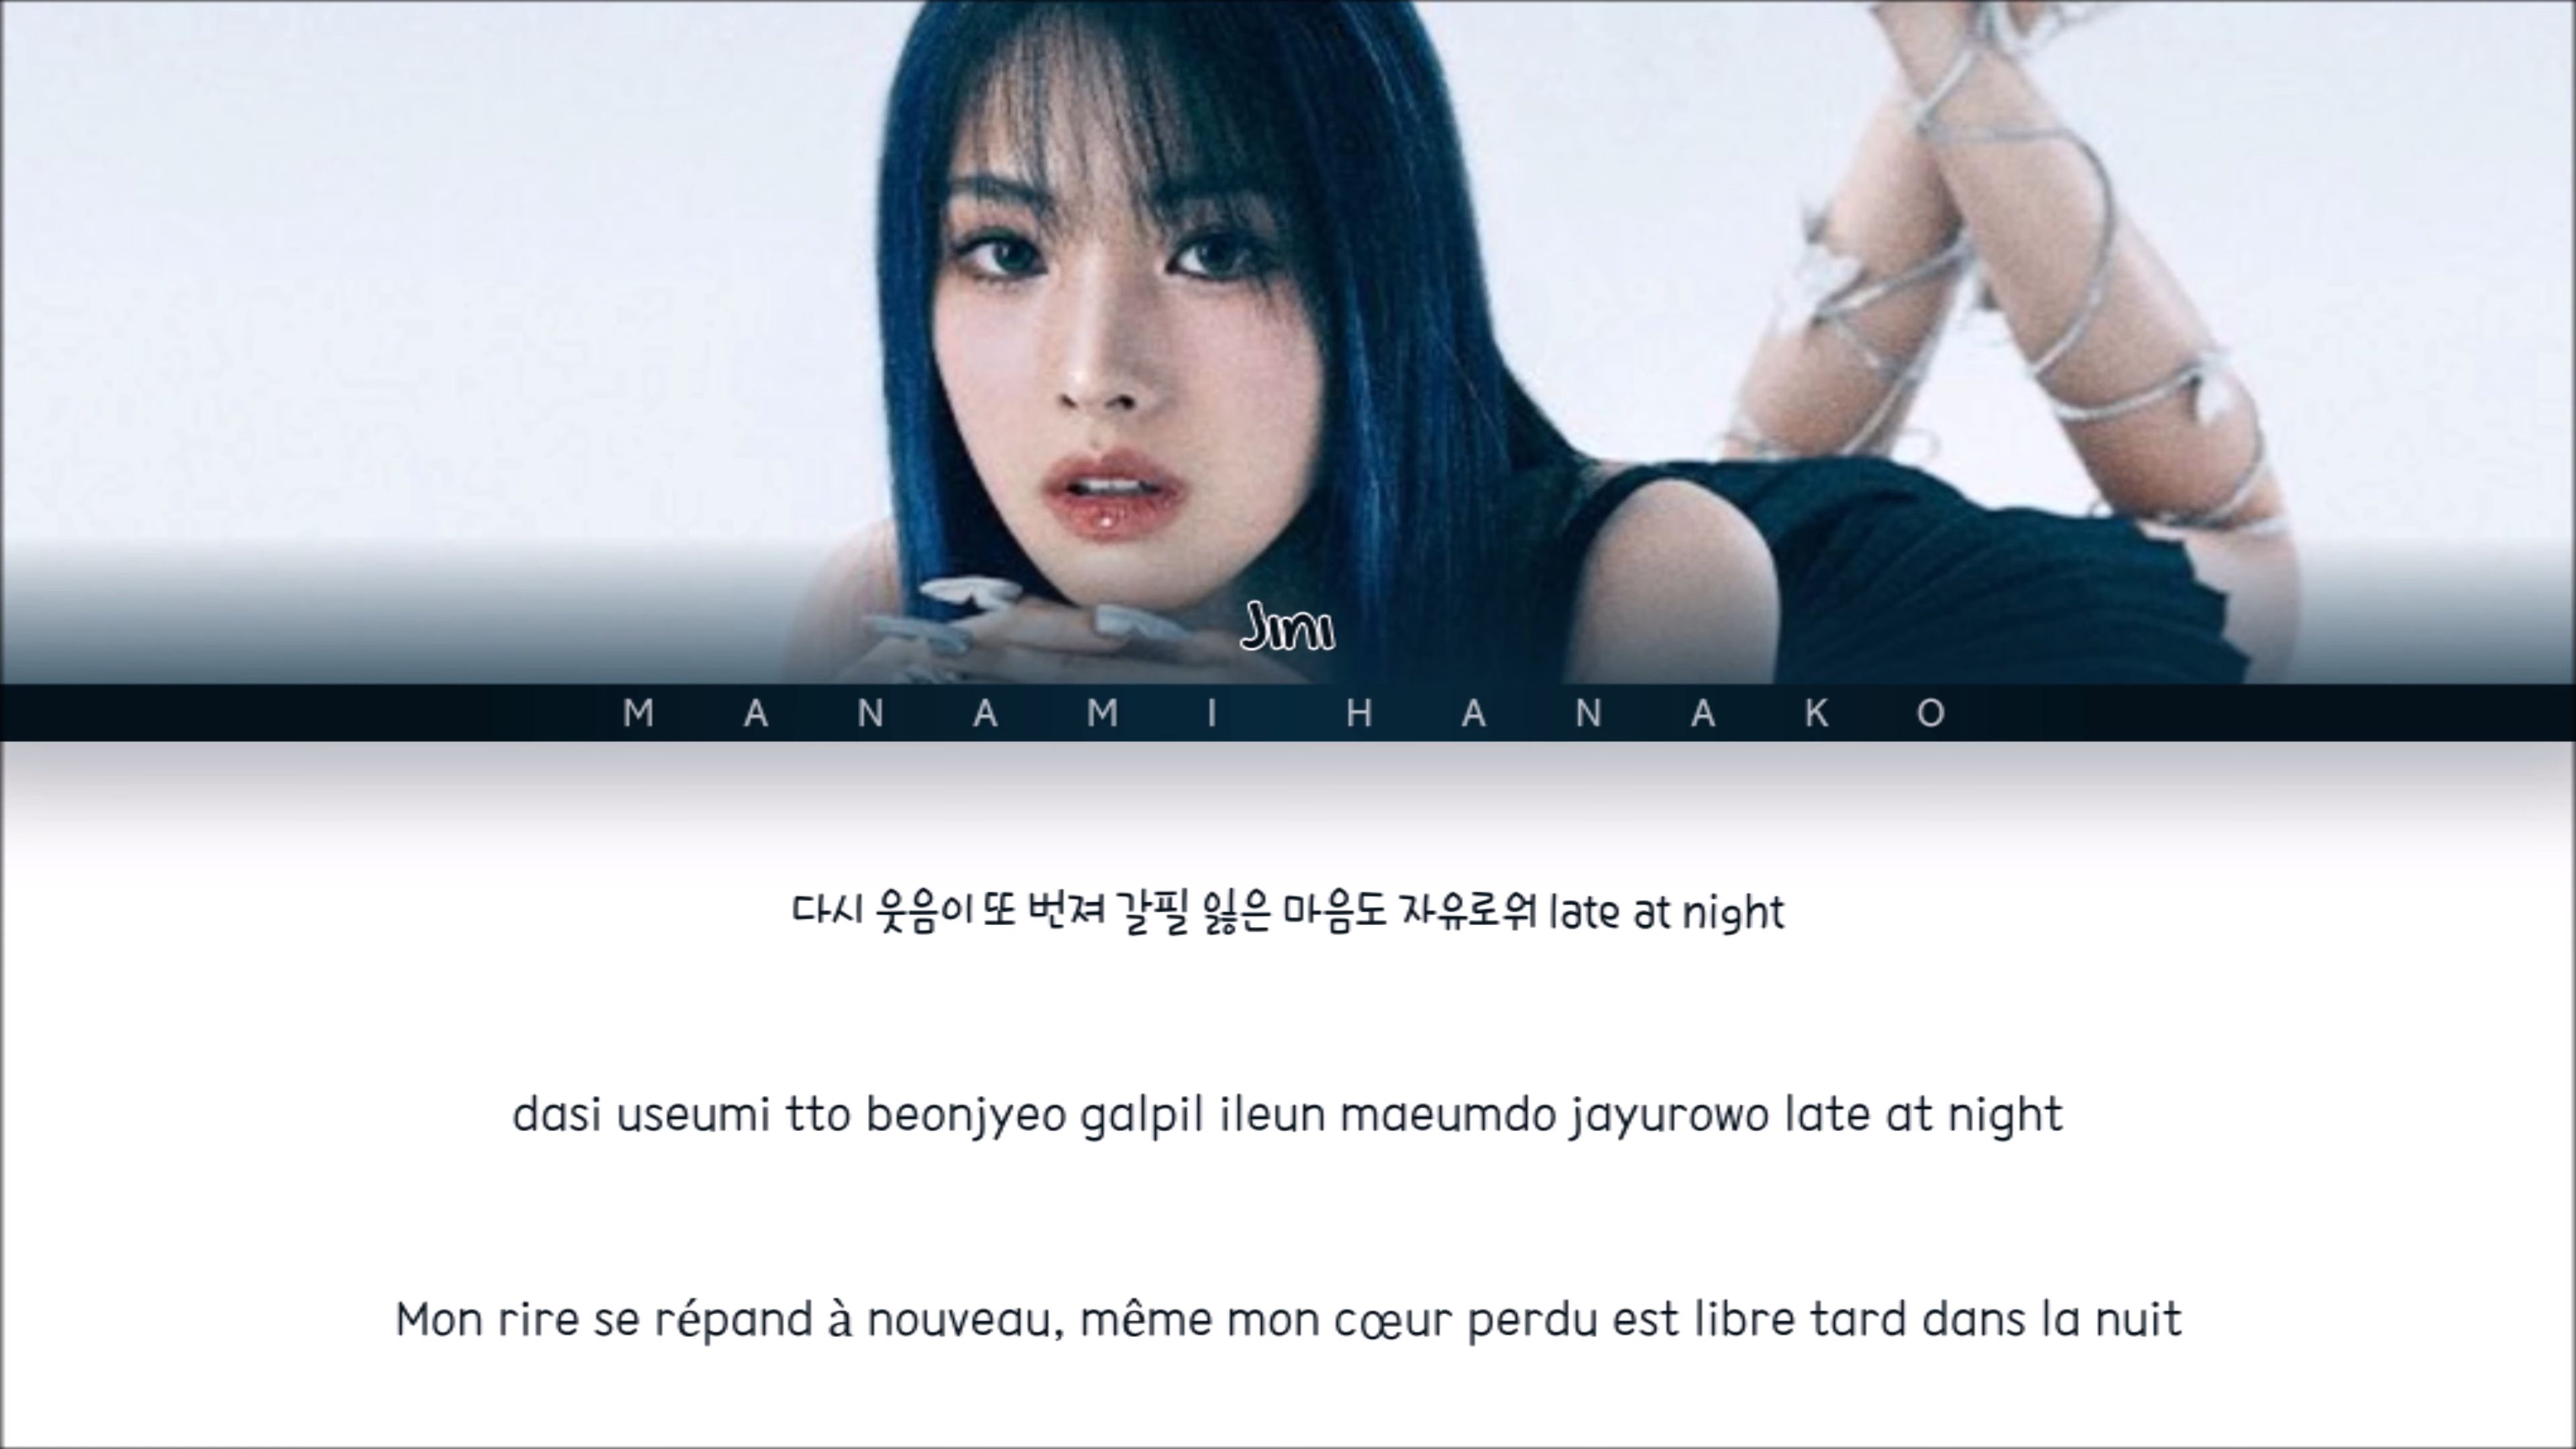 Jini
MANAMI HANAKO
다시 웃음이 또 번져 갈필 잃은 마음도 자유로워 late at night
dasi useumi tto beonjyeo galpil ileun maeumdo jayurowo late at night
Mon rire se répand à nouveau, même mon cœur perdu est libre tard dans la nuit